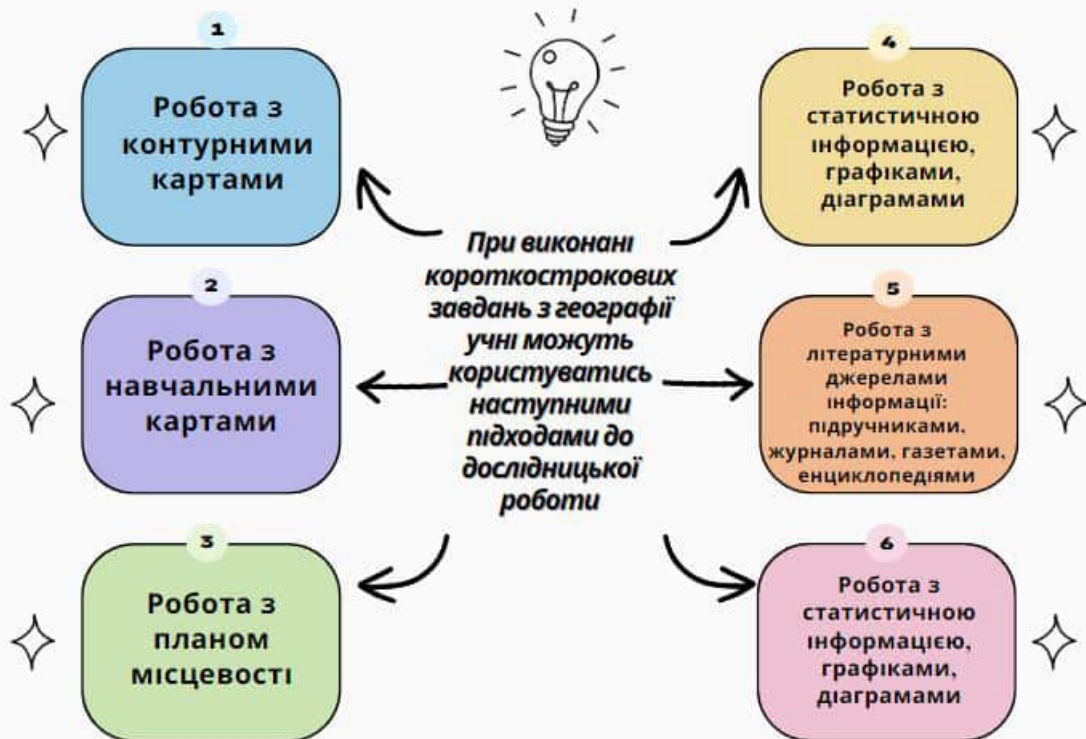 1
Робота з
контурними
картами
2
Робота з
навчальними
картами
3
Робота з
планом
місцевості
При виконані
короткострокових
завдань з географії
учні можуть
користуватись
наступними
підходами до
дослідницької
роботи
4
Робота з
статистичною
інформацією,
графіками,
діаграмами
5
Робота з
літературними
джерелами
інформації:
підручниками,
журналами, газетами,
енциклопедіями
6
Робота з
статистичною
інформацією,
графіками,
діаграмами